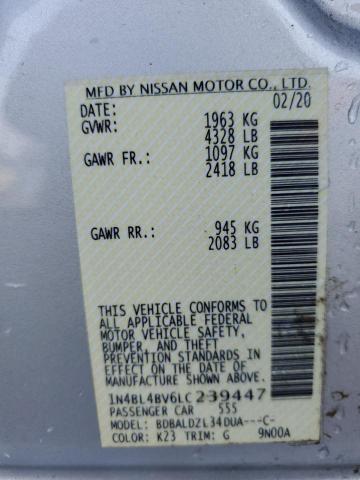 MFD BY NISSAN MOTOR CO., LTD.
DATE: 02/20
GVWR: 1963 KG
4328 LB
GAWR FR.: 1097 KG
2418 LB
GAWR RR.: 945 KG
2083 LB
THIS VEHICLE CONFORMS TO
ALL APPLICABLE FEDERAL
MOTOR VEHICLE SAFETY,
BUMPER, AND THEFT
PREVENTION STANDARDS IN
EFFECT ON THE DATE OF
MANUFACTURE SHOWN ABOVE.
1N4BL4BV6LC239447
PASSENGER CAR 555
MODEL: BDBALDZL34DUA---C-
COLOR: K23 TRIM: G 9N00A